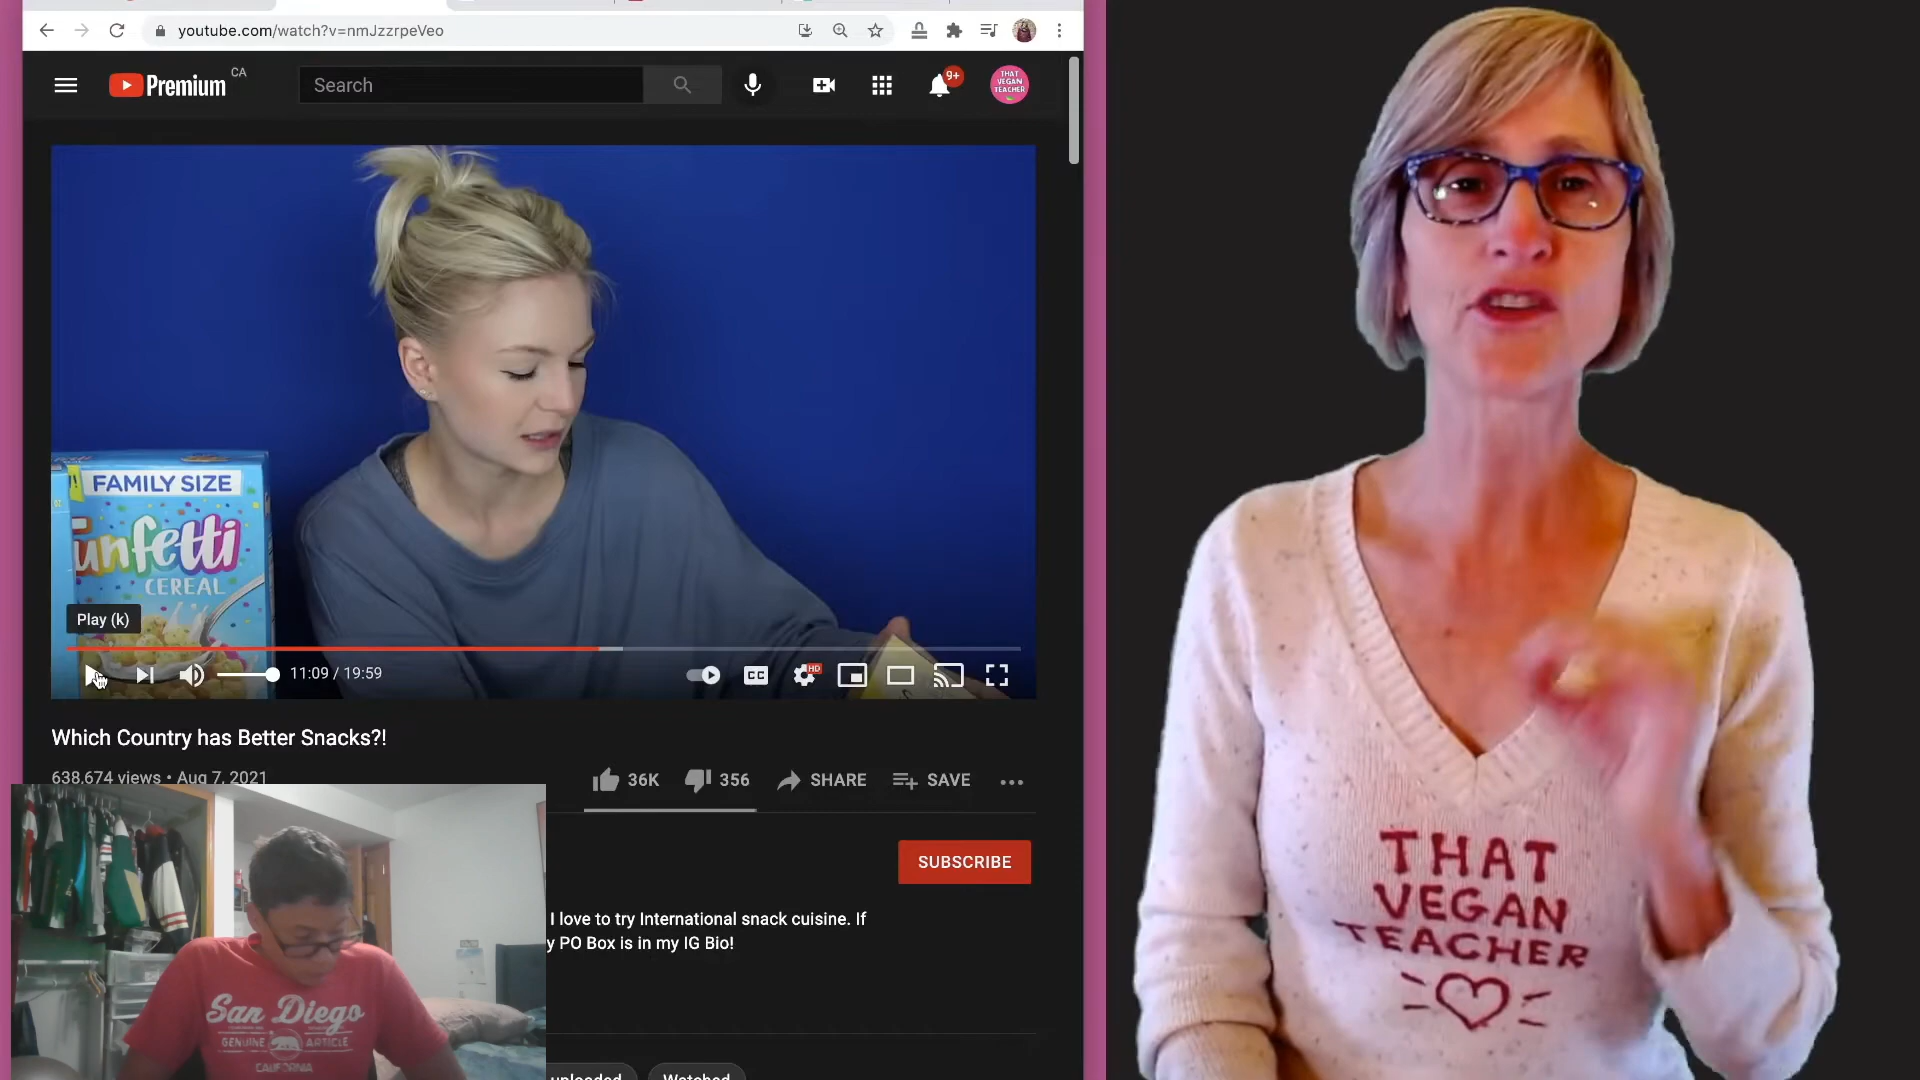 youtube.com/watch?v=nmJzzrpeVeo
Premium CA
Search
9+
THAT
VEGAN
TEACHER
FAMILY SIZE
unfetti
CEREAL
Play (k)
11:09 / 19:59
CC
HD
Which Country has Better Snacks?!
638,674 views • Aug 7, 2021
36K
356
SHARE
SAVE
SUBSCRIBE
I love to try International snack cuisine. If
y PO Box is in my IG Bio!
uploaded
Watched
San Diego
GENUINE ARTICLE
CALIFORNIA
THAT
VEGAN
TEACHER